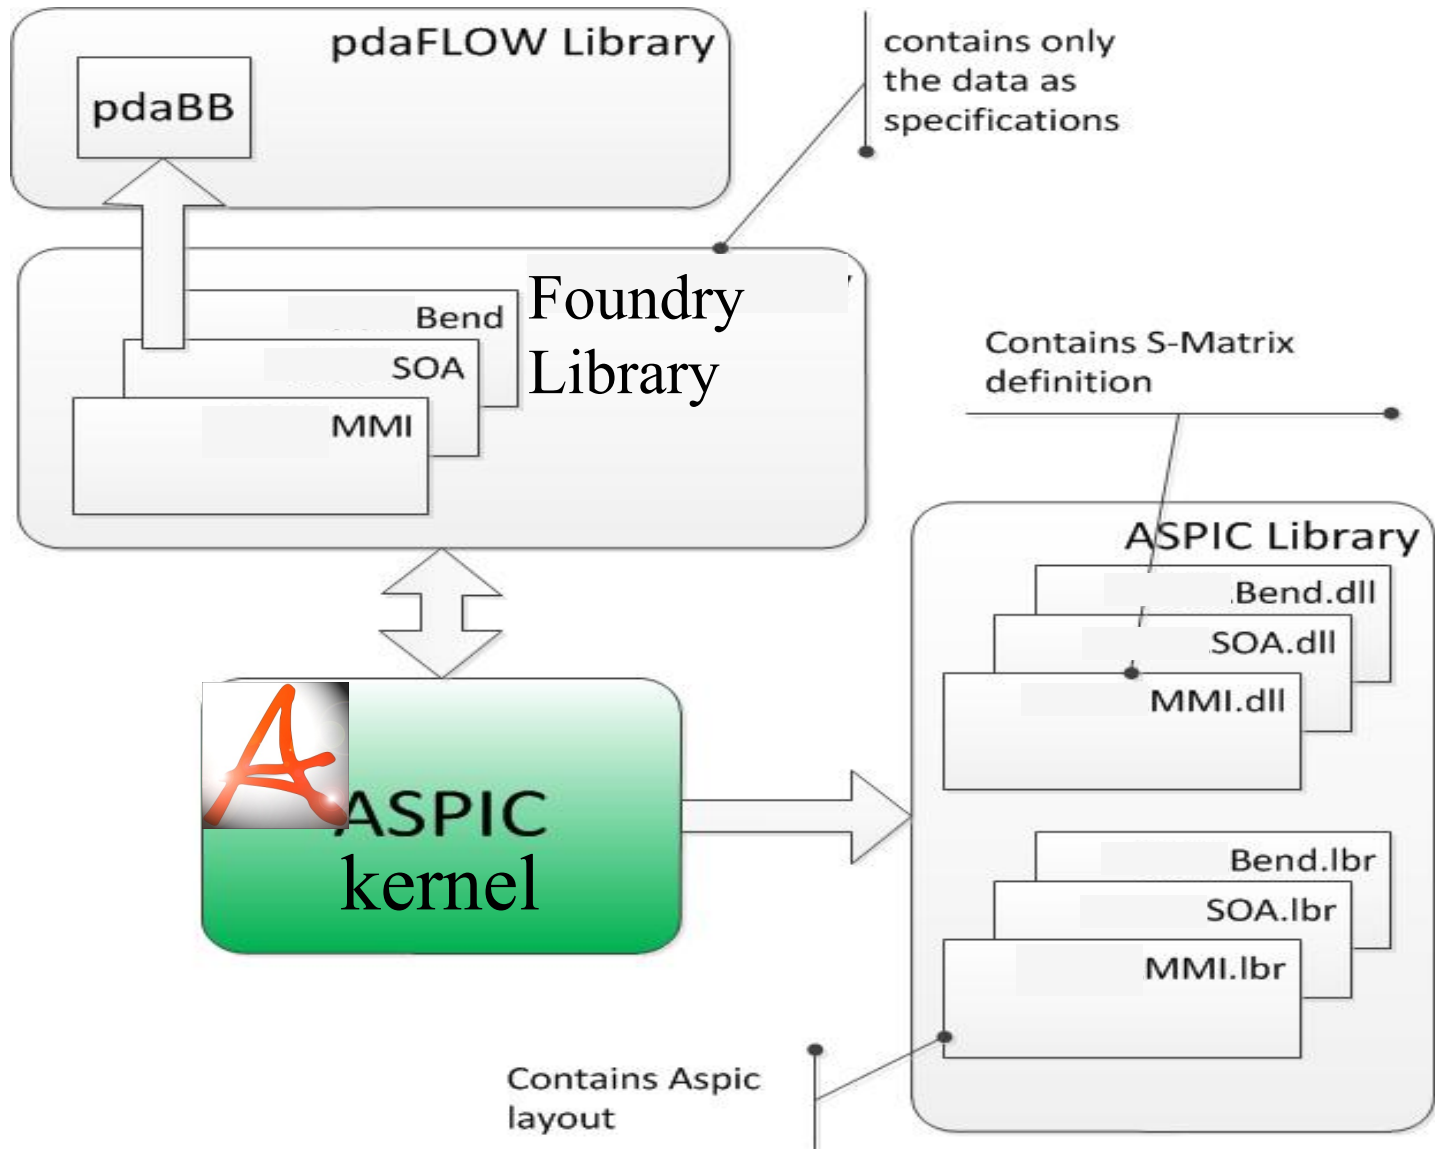 pdaFLOW Library
pdaBB
contains only
the data as
specifications
Foundry
Library
Bend
SOA
MMI
Contains S-Matrix
definition
ASPIC Library
.Bend.dll
SOA.dll
MMI.dll
ASPIC
kernel
Bend.lbr
SOA.lbr
MMI.lbr
Contains Aspic
layout